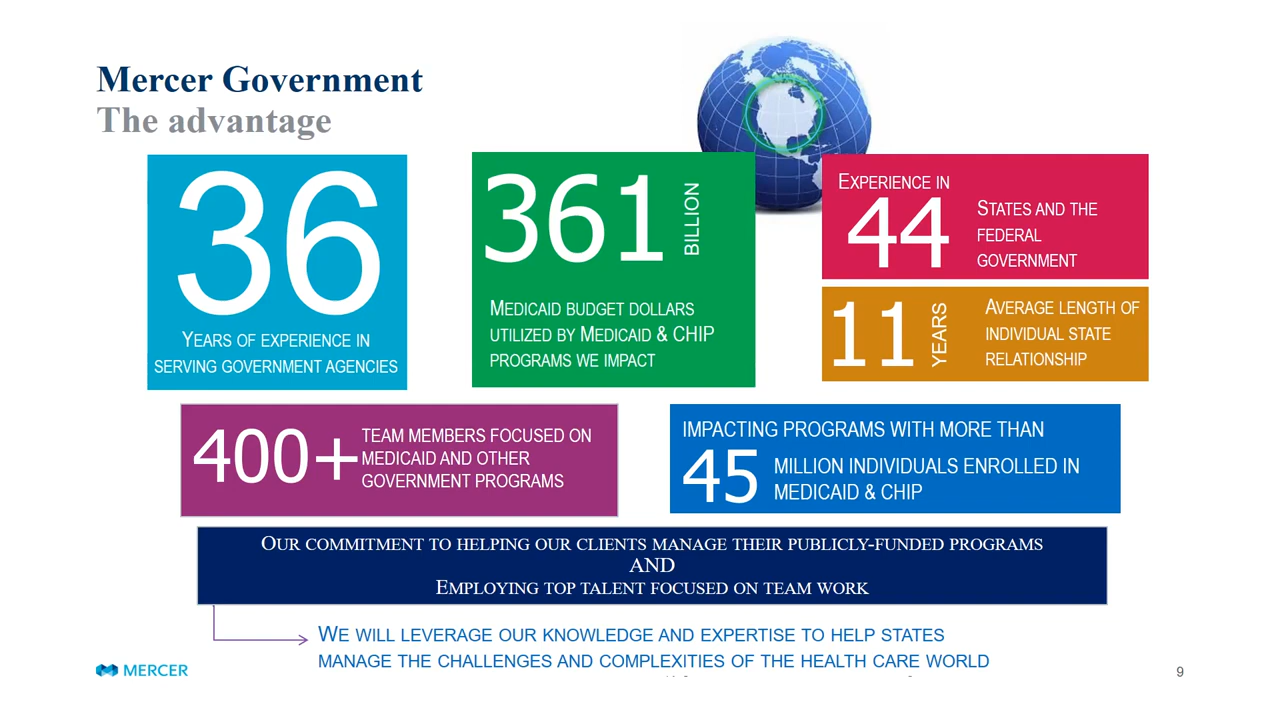 Mercer Government
The advantage
36
YEARS OF EXPERIENCE IN
SERVING GOVERNMENT AGENCIES
361 BILLION
MEDICAID BUDGET DOLLARS
UTILIZED BY MEDICAID & CHIP
PROGRAMS WE IMPACT
EXPERIENCE IN
44
STATES AND THE
FEDERAL
GOVERNMENT
11 YEARS
AVERAGE LENGTH OF
INDIVIDUAL STATE
RELATIONSHIP
400+
TEAM MEMBERS FOCUSED ON
MEDICAID AND OTHER
GOVERNMENT PROGRAMS
IMPACTING PROGRAMS WITH MORE THAN
45
MILLION INDIVIDUALS ENROLLED IN
MEDICAID & CHIP
OUR COMMITMENT TO HELPING OUR CLIENTS MANAGE THEIR PUBLICLY-FUNDED PROGRAMS
AND
EMPLOYING TOP TALENT FOCUSED ON TEAM WORK
WE WILL LEVERAGE OUR KNOWLEDGE AND EXPERTISE TO HELP STATES
MANAGE THE CHALLENGES AND COMPLEXITIES OF THE HEALTH CARE WORLD
MERCER
9